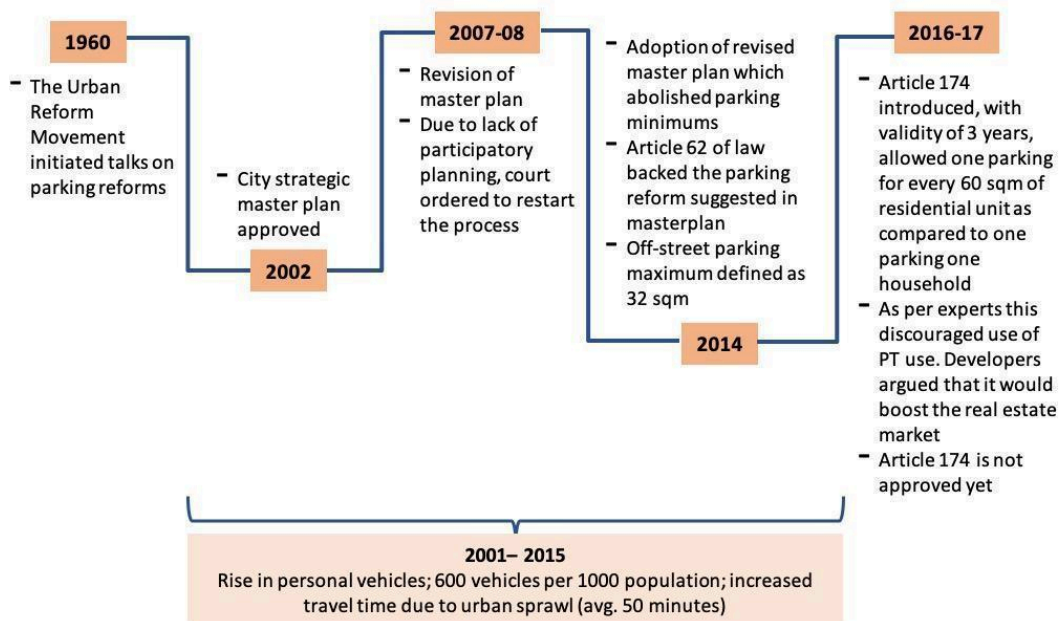 1960
- The Urban
Reform
Movement
initiated talks on
parking reforms
- City strategic
master plan
approved
2002
2007-08
- Revision of
master plan
- Due to lack of
participatory
planning, court
ordered to restart
the process
- Adoption of revised
master plan which
abolished parking
minimums
- Article 62 of law
backed the parking
reform suggested in
masterplan
- Off-street parking
maximum defined as
32 sqm
2014
2016-17
- Article 174
introduced, with
validity of 3 years,
allowed one parking
for every 60 sqm of
residential unit as
compared to one
parking one
household
- As per experts this
discouraged use of
PT use. Developers
argued that it would
boost the real estate
market
- Article 174 is not
approved yet
2001– 2015
Rise in personal vehicles; 600 vehicles per 1000 population; increased
travel time due to urban sprawl (avg. 50 minutes)